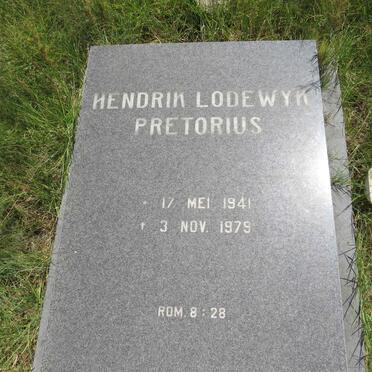 HENDRIK LODEWYK
PRETORIUS
* 17 MEI 1941
† 3 NOV. 1979
ROM. 8 : 28